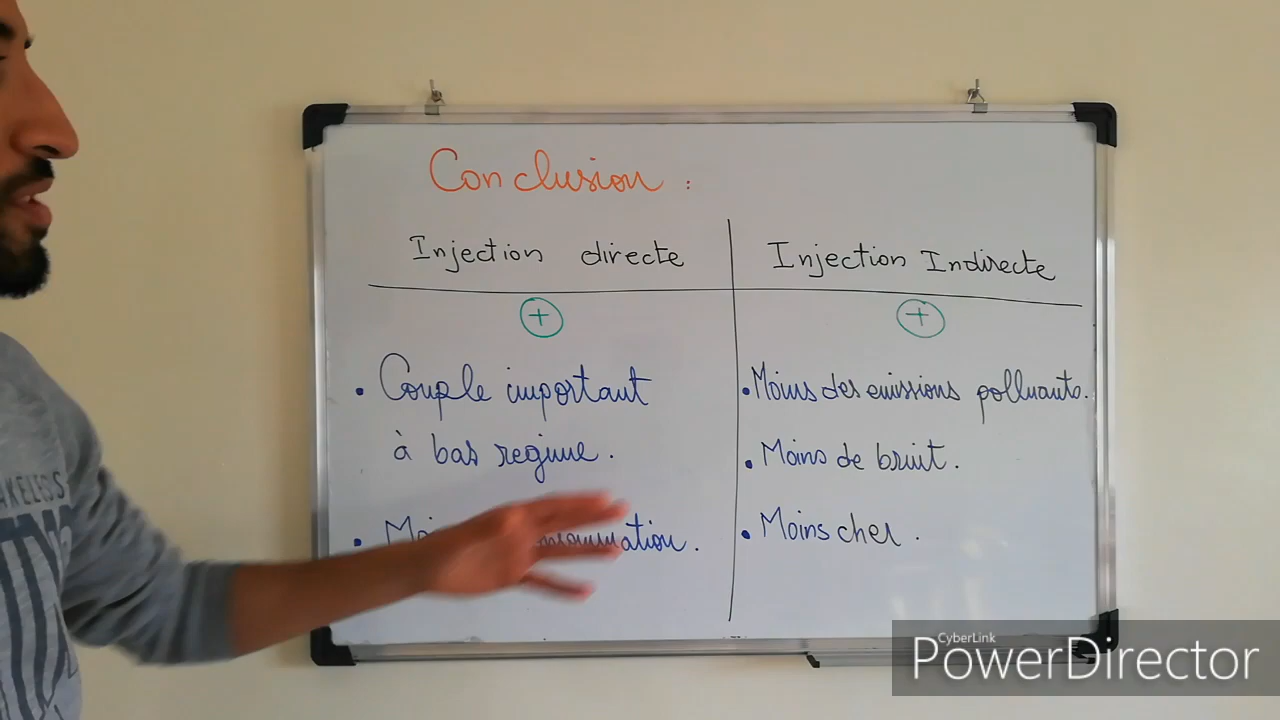 Conclusion :
Injection directe
Injection Indirecte
+
+
• Couple important
à bas regime.
•
• Moins des emissions polluants.
• Moins de bruit.
• Moins cher.
AKELESS
CyberLink
PowerDirector